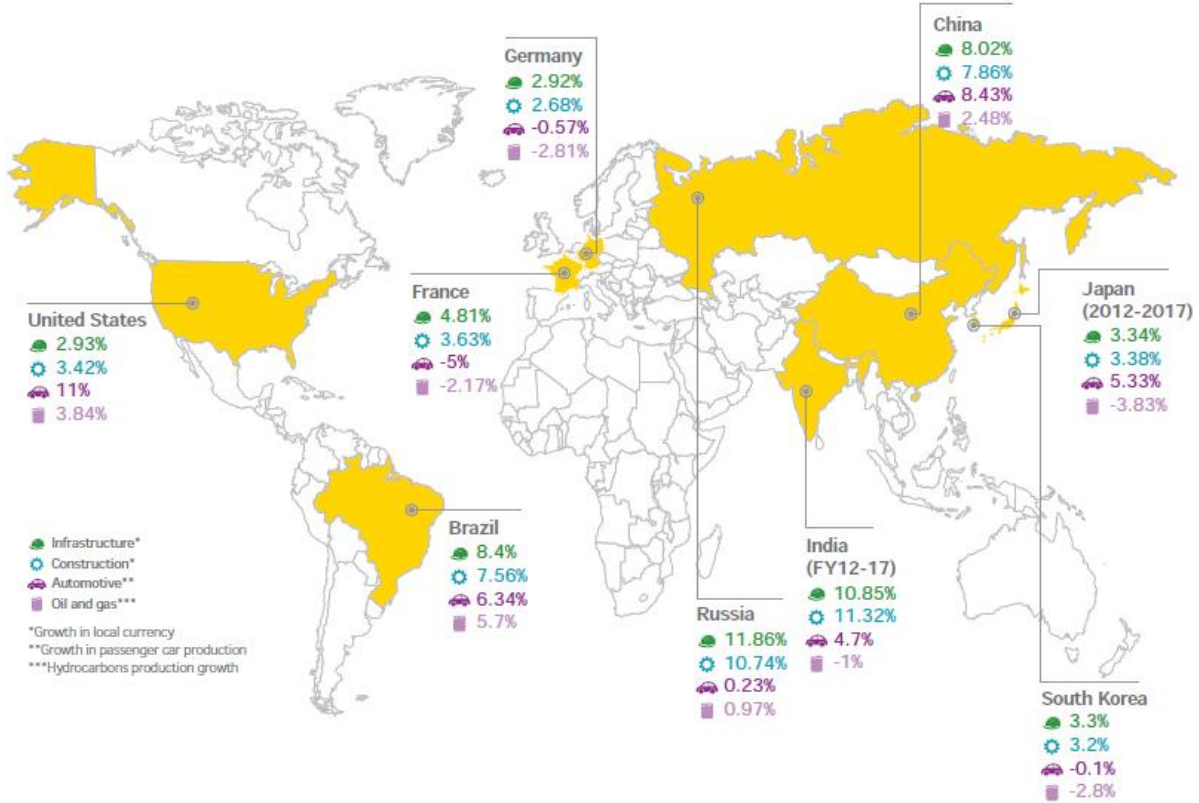 China
8.02%
7.86%
8.43%
2.48%
Germany
2.92%
2.68%
-0.57%
-2.81%
France
4.81%
3.63%
-5%
-2.17%
United States
2.93%
3.42%
11%
3.84%
Japan
(2012-2017)
3.34%
3.38%
5.33%
-3.83%
Brazil
8.4%
7.56%
6.34%
5.7%
India
(FY12-17)
10.85%
11.32%
4.7%
-1%
Russia
11.86%
10.74%
0.23%
0.97%
South Korea
3.3%
3.2%
-0.1%
-2.8%
Infrastructure*
Construction*
Automotive**
Oil and gas***
*Growth in local currency
**Growth in passenger car production
***Hydrocarbons production growth